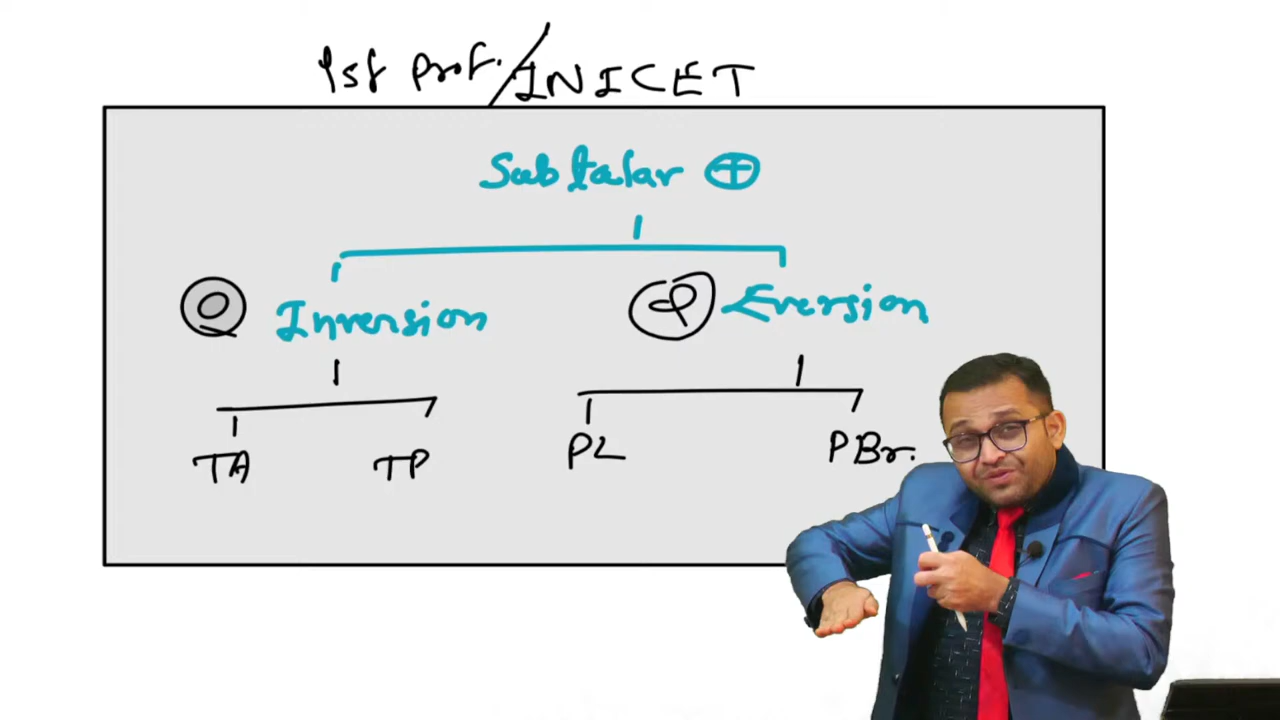 1st prof. / INICET
Subtalar
Inversion Eversion
TA TP PL PBr.